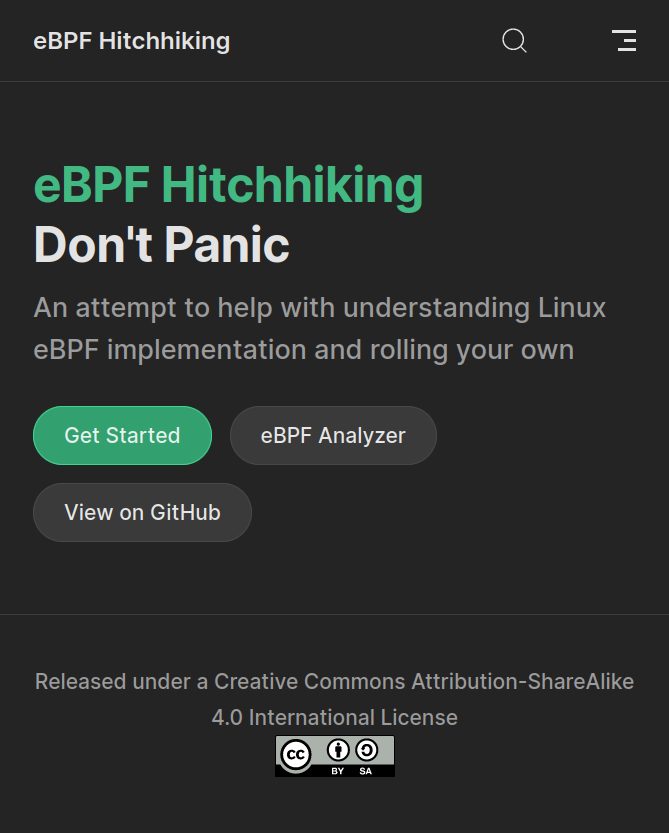 eBPF Hitchhiking
eBPF Hitchhiking
Don't Panic
An attempt to help with understanding Linux
eBPF implementation and rolling your own
Get Started
eBPF Analyzer
View on GitHub
Released under a Creative Commons Attribution-ShareAlike
4.0 International License
cc
BY SA